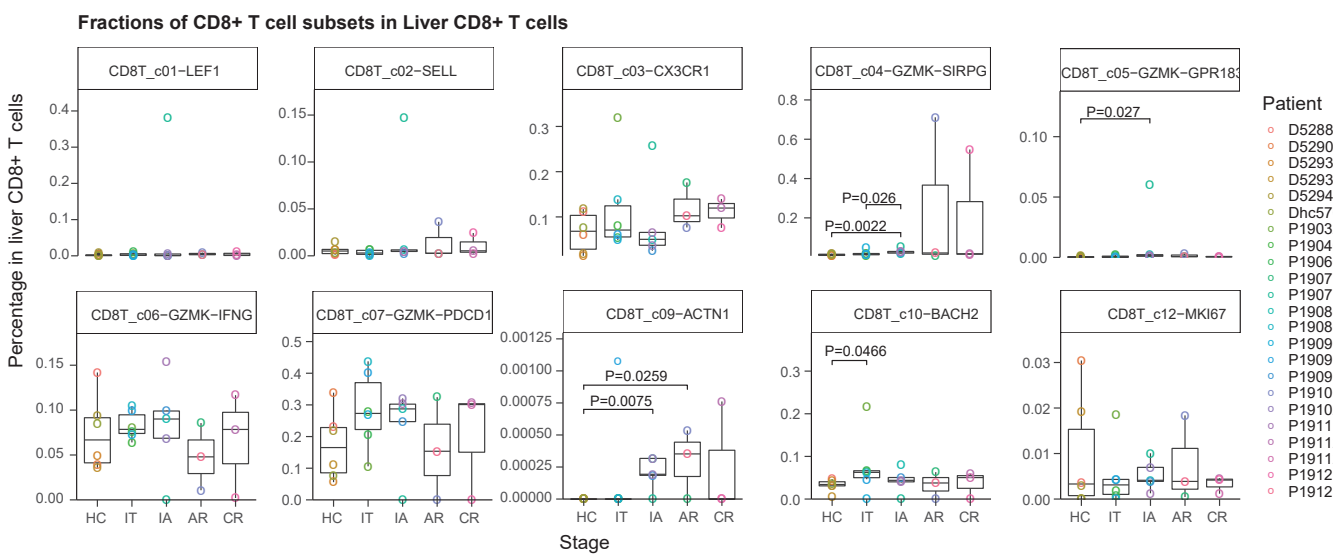 Fractions of CD8+ T cell subsets in Liver CD8+ T cells
Percentage in liver CD8+ T cells
CD8T_c01−LEF1
0.4
0.3
0.2
0.1
0.0
CD8T_c02−SELL
0.15
0.10
0.05
0.00
CD8T_c03−CX3CR1
0.3
0.2
0.1
CD8T_c04−GZMK−SIRPG
0.8
0.6
0.4
0.2
P=0.026
P=0.0022
CD8T_c05−GZMK−GPR183
0.10
0.05
0.00
P=0.027
CD8T_c06−GZMK−IFNG
0.15
0.10
0.05
0.00
HC IT IA AR CR
CD8T_c07−GZMK−PDCD1
0.5
0.4
0.3
0.2
0.1
0.0
HC IT IA AR CR
CD8T_c09−ACTN1
0.00125
0.00100
0.00075
0.00050
0.00025
0.00000
P=0.0259
P=0.0075
HC IT IA AR CR
CD8T_c10−BACH2
0.3
0.2
0.1
0.0
P=0.0466
HC IT IA AR CR
CD8T_c12−MKI67
0.03
0.02
0.01
0.00
HC IT IA AR CR
Stage
Patient
D5288
D5290
D5293
D5293
D5294
Dhc57
P1903
P1904
P1906
P1907
P1907
P1908
P1908
P1909
P1909
P1909
P1910
P1910
P1911
P1911
P1911
P1912
P1912